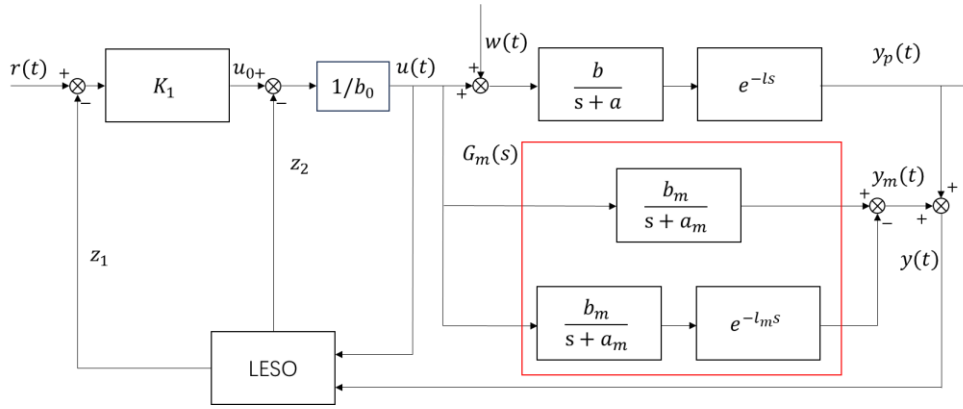 w(t)
r(t) + − K₁ u₀ + − 1/b₀ u(t) + + b / s + a e^{−ls} y_p(t)
G_m(s)
z₂
b_m / s + a_m + − y_m(t) + +
z₁
y(t)
b_m / s + a_m e^{−l_m s}
LESO